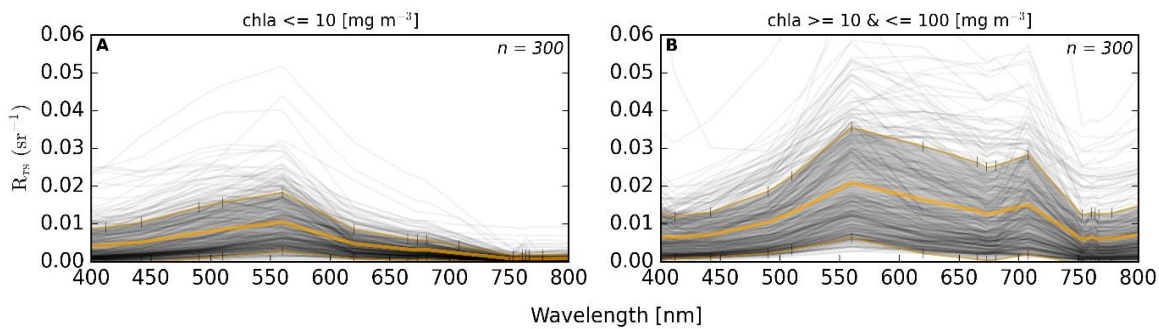 chla <= 10 [mg m⁻³]
A
n = 300
0.06
0.05
0.04
0.03
0.02
0.01
0.00
Rrs (sr⁻¹)
400 450 500 550 600 650 700 750 800
chla >= 10 & <= 100 [mg m⁻³]
B
n = 300
0.06
0.05
0.04
0.03
0.02
0.01
0.00
400 450 500 550 600 650 700 750 800
Wavelength [nm]